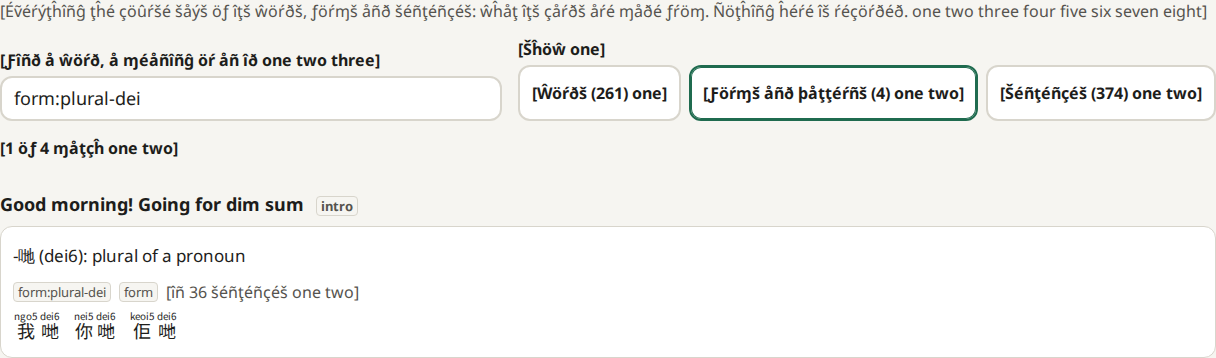 [Éṽéŕýţĥîñĝ ţĥé çöûŕšé šåýš öƒ îţš ŵöŕðš, ƒöŕɱš åñð šéñţéñçéš: ŵĥåţ îţš çåŕðš åŕé ɱåðé ƒŕöɱ. Ñöţĥîñĝ ĥéŕé îš ŕéçöŕðéð. one two three four five six seven eight]
[Ƒîñð å ŵöŕð, å ɱéåñîñĝ öŕ åñ îð one two three]
form:plural-dei
[Šĥöŵ one]
[Ŵöŕðš (261) one]
[Ƒöŕɱš åñð þåţţéŕñš (4) one two]
[Šéñţéñçéš (374) one two]
[1 öƒ 4 ɱåţçĥ one two]
Good morning! Going for dim sum intro
-哋 (dei6): plural of a pronoun
form:plural-dei form [îñ 36 šéñţéñçéš one two]
ngo5 dei6 nei5 dei6 keoi5 dei6
我哋 你哋 佢哋